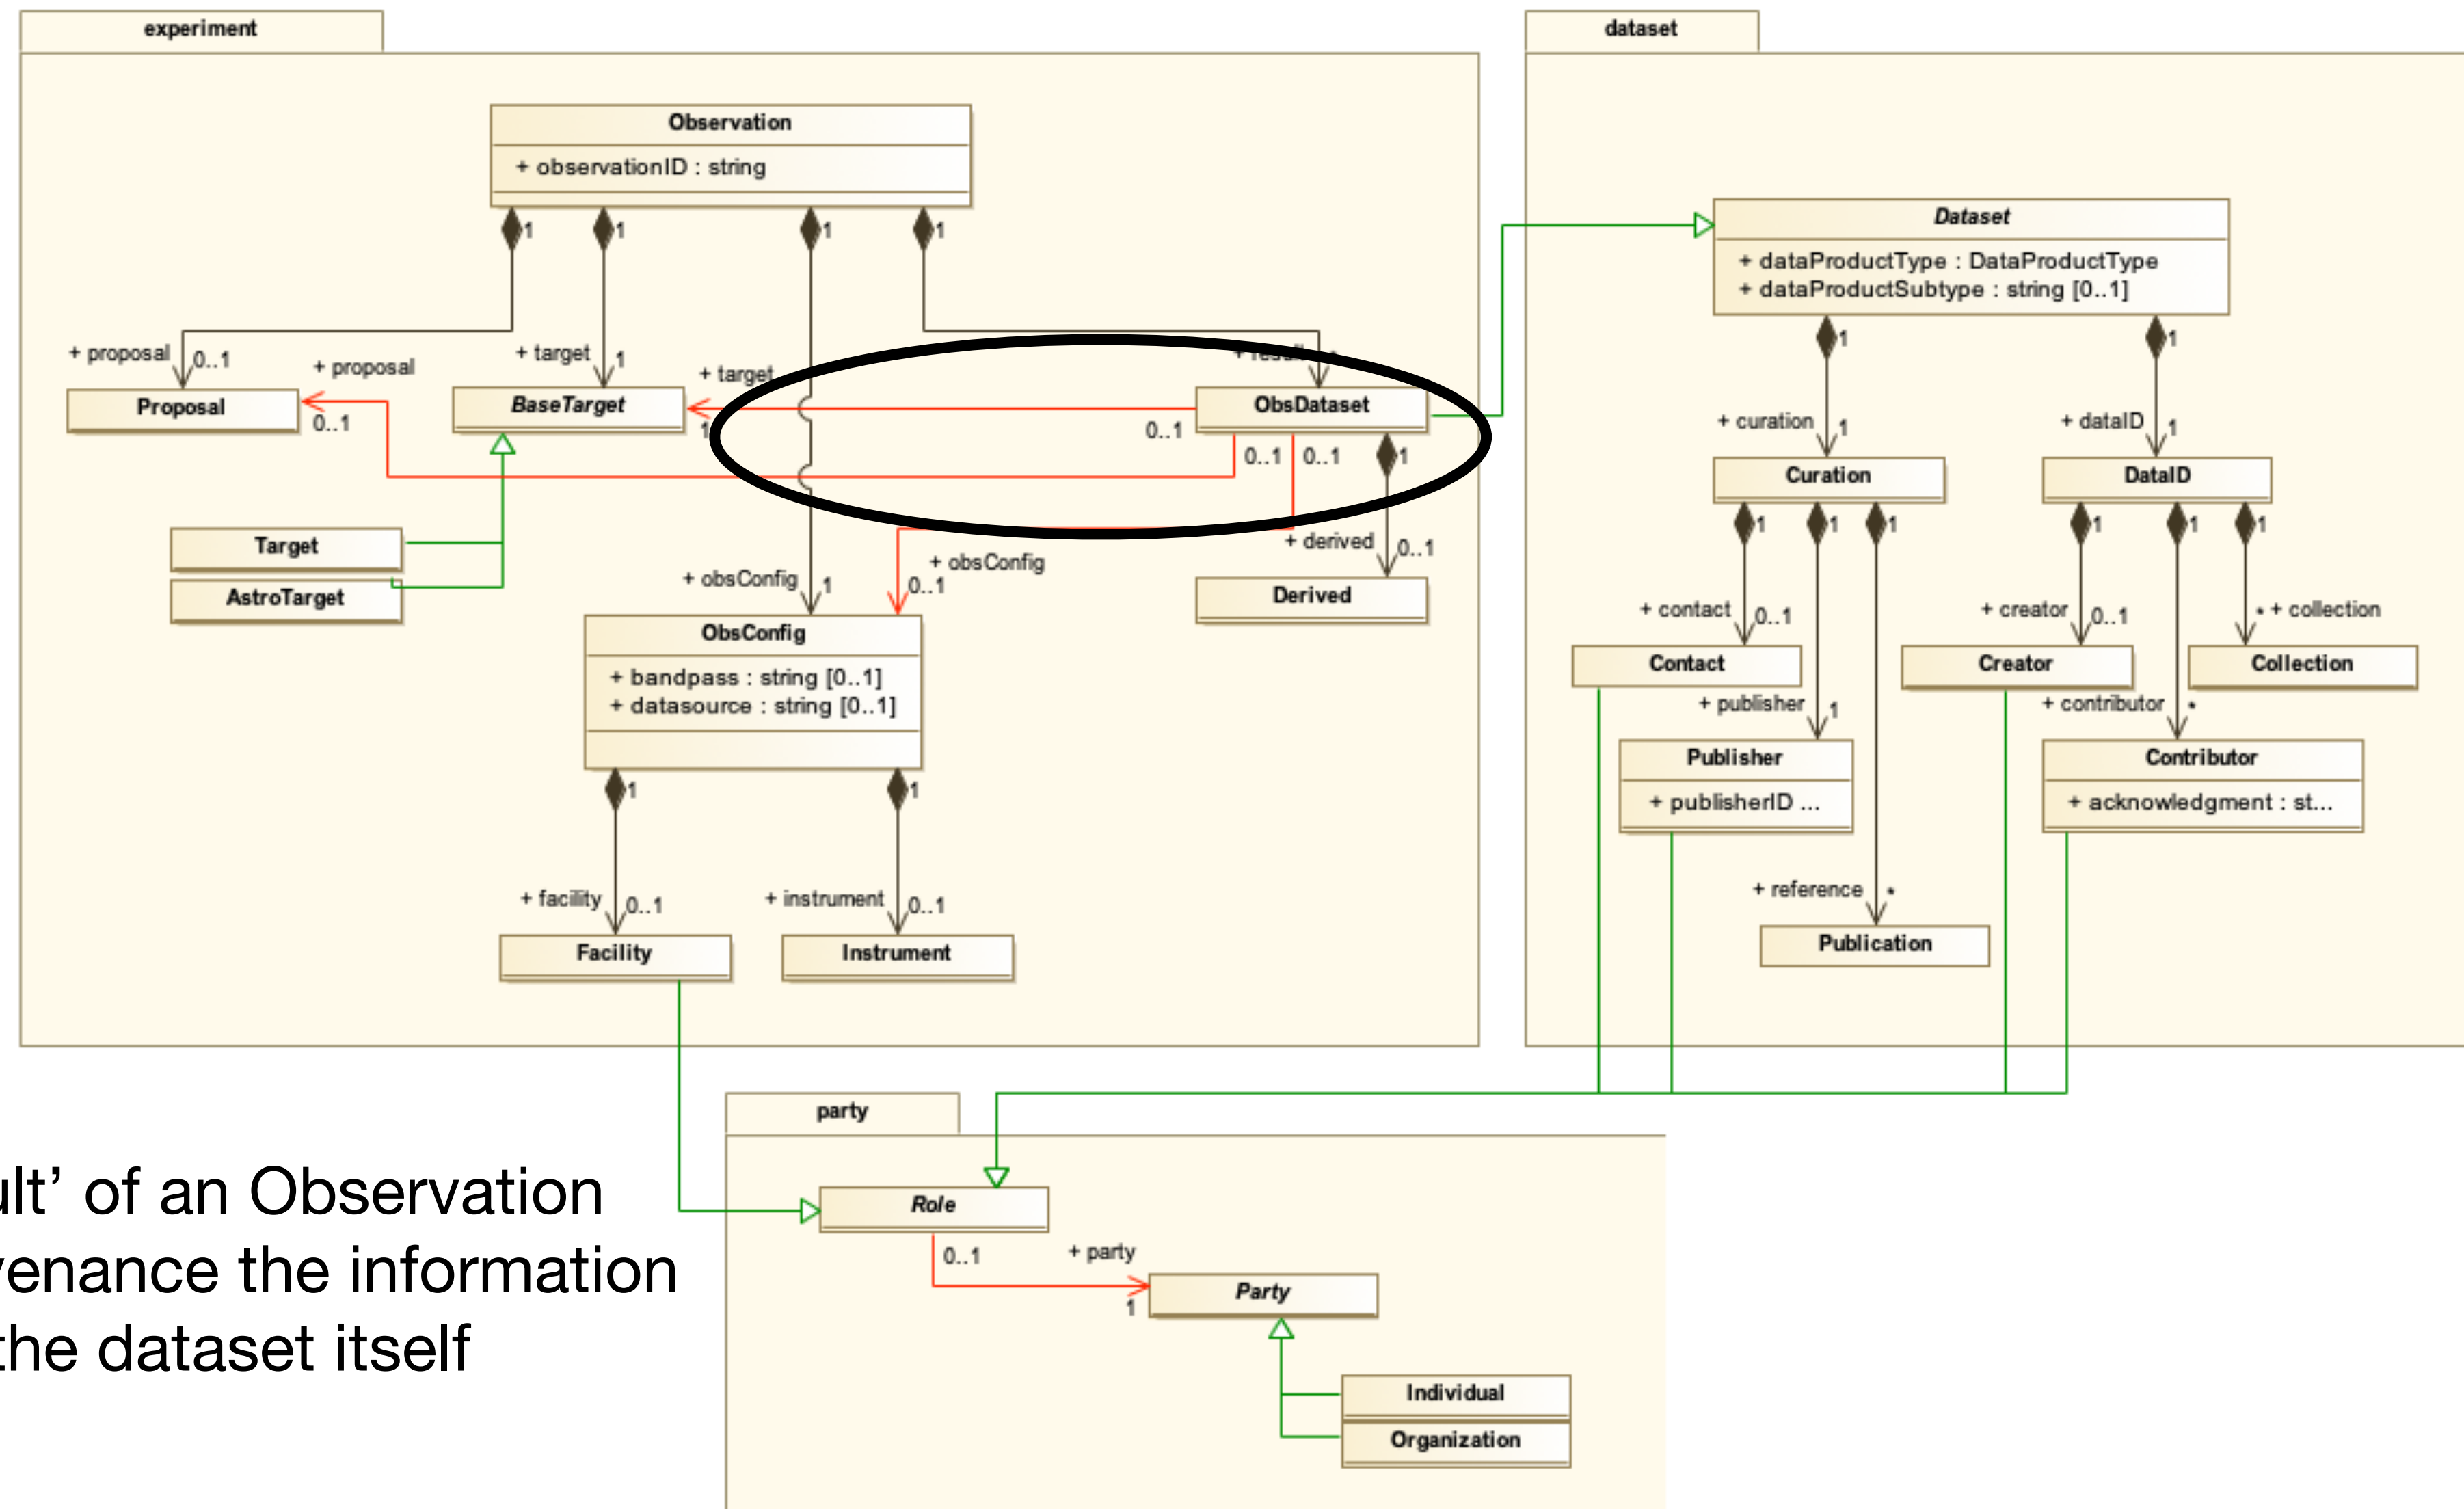 experiment
dataset
Observation
+ observationID : string
1
1
1
1
Dataset
+ dataProductType : DataProductType
+ dataProductSubtype : string [0..1]
1
1
+ proposal
0..1
+ proposal
0..1
+ target
1
+ target
1
Proposal
BaseTarget
ObsDataset
0..1
0..1
0..1
1
+ curation
1
+ dataID
1
Curation
DataID
1
1
1
1
1
1
Target
AstroTarget
+ obsConfig
1
+ obsConfig
0..1
+ derived
0..1
Derived
ObsConfig
+ bandpass : string [0..1]
+ datasource : string [0..1]
1
1
+ contact
0..1
+ creator
0..1
* + collection
Contact
Creator
Collection
+ publisher
1
+ contributor
*
Publisher
+ publisherID ...
Contributor
+ acknowledgment : st...
+ facility
0..1
+ instrument
0..1
+ reference
*
Facility
Instrument
Publication
party
Role
0..1
+ party
1
Party
Individual
Organization
ult’ of an Observation
venance the information
the dataset itself